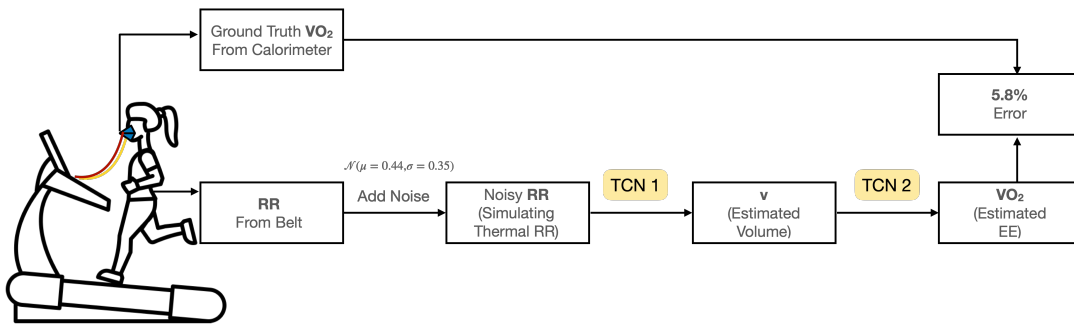 Ground Truth VO₂
From Calorimeter
5.8%
Error
𝒩(μ = 0.44,σ = 0.35)
Add Noise
RR
From Belt
Noisy RR
(Simulating
Thermal RR)
TCN 1
v
(Estimated
Volume)
TCN 2
VO₂
(Estimated
EE)